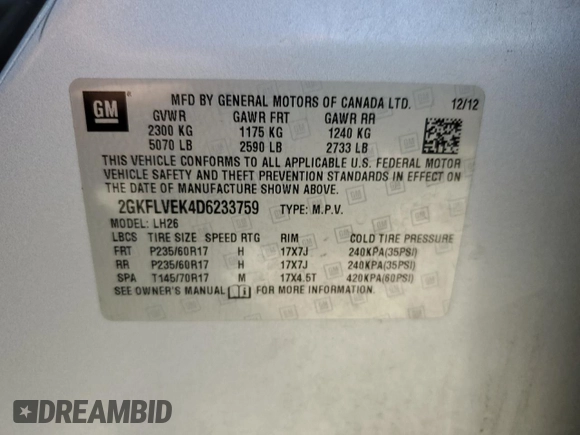 GM
MFD BY GENERAL MOTORS OF CANADA LTD. 12/12
GVWR GAWR FRT GAWR RR
2300 KG 1175 KG 1240 KG
5070 LB 2590 LB 2733 LB
THIS VEHICLE CONFORMS TO ALL APPLICABLE U.S. FEDERAL MOTOR
VEHICLE SAFETY AND THEFT PREVENTION STANDARDS IN EFFECT ON
THE DATE OF MANUFACTURE SHOWN ABOVE.
2GKFLVEK4D6233759 TYPE: M.P.V.
MODEL: LH26
LBCS TIRE SIZE SPEED RTG RIM COLD TIRE PRESSURE
FRT P235/60R17 H 17X7J 240KPA(35PSI)
RR P235/60R17 H 17X7J 240KPA(35PSI)
SPA T145/70R17 M 17X4.5T 420KPA(60PSI)
SEE OWNER'S MANUAL FOR MORE INFORMATION.
DREAMBID